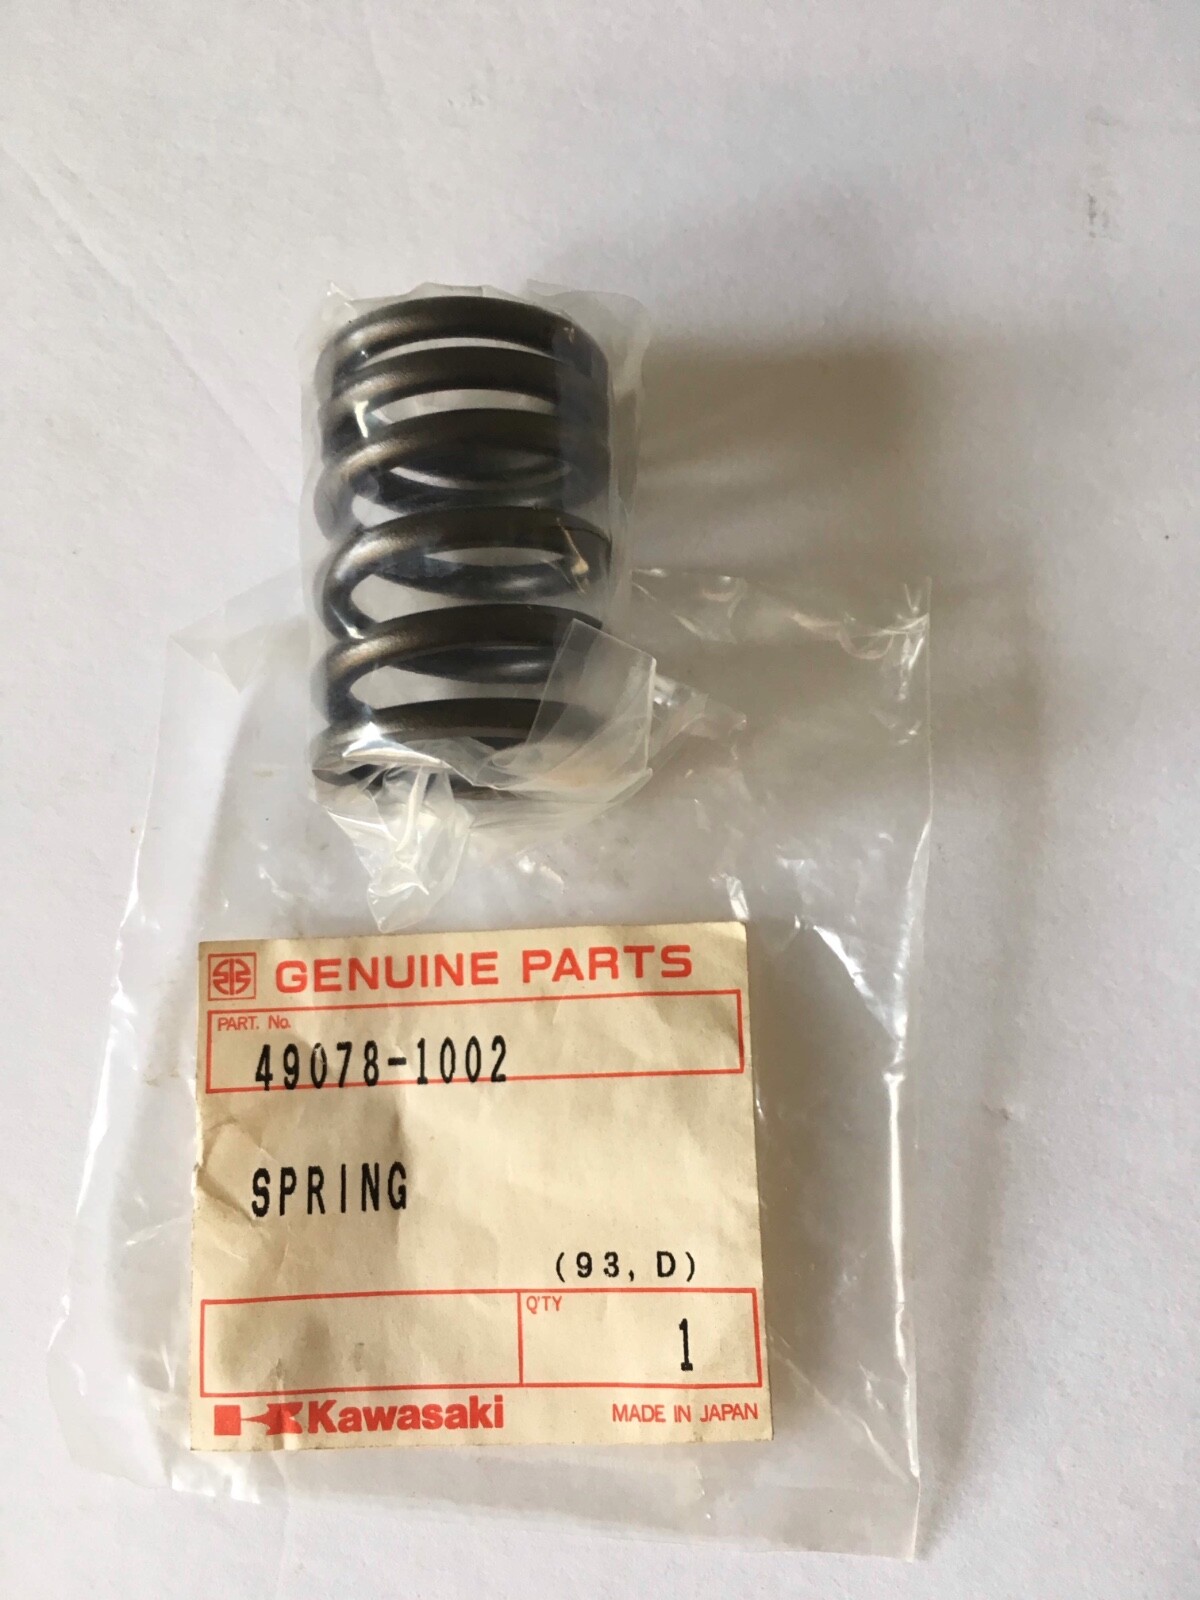 GENUINE PARTS
PART. No.
49078-1002
SPRING
(93, D)
Q'TY
1
Kawasaki
MADE IN JAPAN